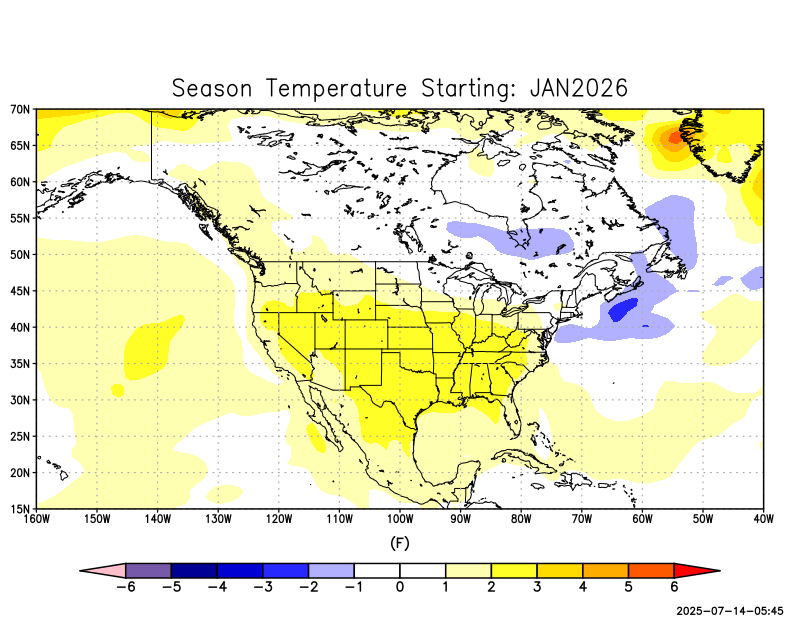 Season Temperature Starting: JAN2026
70N
65N
60N
55N
50N
45N
40N
35N
30N
25N
20N
15N
160W 150W 140W 130W 120W 110W 100W 90W 80W 70W 60W 50W 40W
(F)
−6 −5 −4 −3 −2 −1 0 1 2 3 4 5 6
2025-07-14-05:45